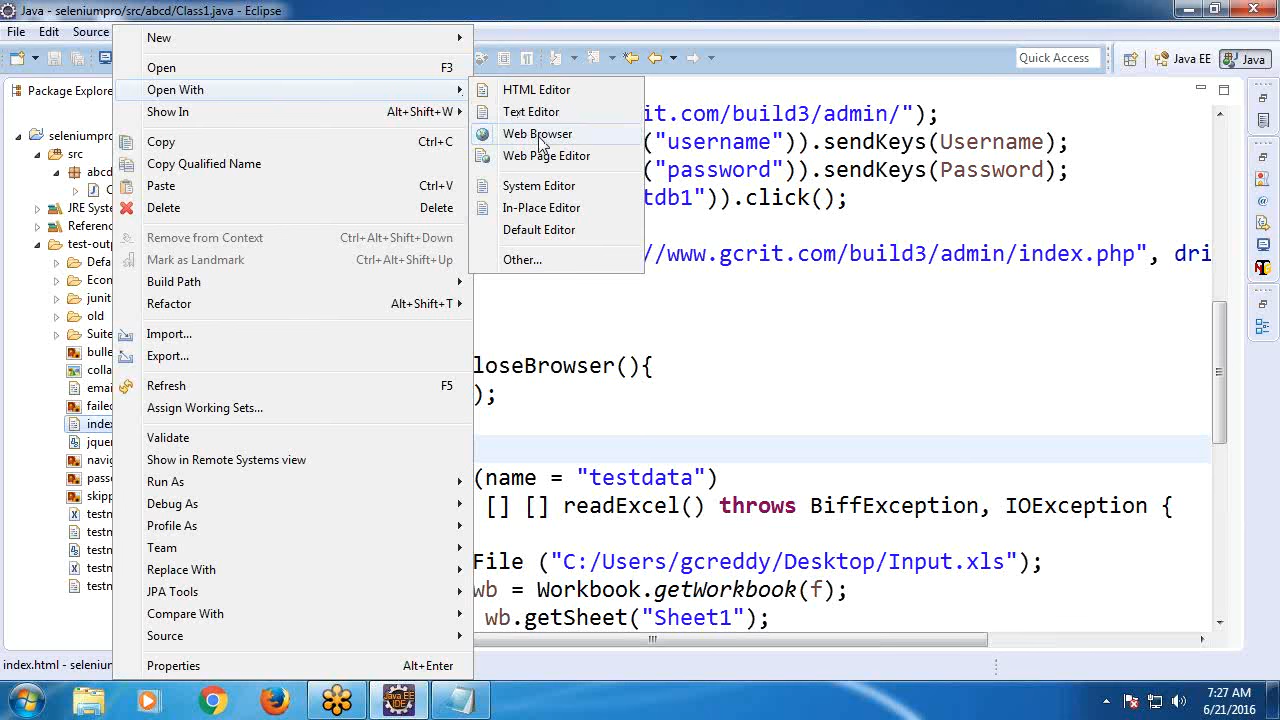 Java - seleniumpro/src/abcd/Class1.java - Eclipse
File Edit Source
Quick Access
Java EE
Java
Package Explore
seleniumpro
src
abcd
C
JRE Syste
Reference
test-outp
Defa
Econ
junit
old
Suite
bulle
colla
emai
failed
index
jquer
navig
passe
skipp
testn
testn
testn
testn
New
Open F3
Open With
Show In Alt+Shift+W
Copy Ctrl+C
Copy Qualified Name
Paste Ctrl+V
Delete Delete
Remove from Context Ctrl+Alt+Shift+Down
Mark as Landmark Ctrl+Alt+Shift+Up
Build Path
Refactor Alt+Shift+T
Import...
Export...
Refresh F5
Assign Working Sets...
Validate
Show in Remote Systems view
Run As
Debug As
Profile As
Team
Replace With
JPA Tools
Compare With
Source
Properties Alt+Enter
HTML Editor
Text Editor
Web Browser
Web Page Editor
System Editor
In-Place Editor
Default Editor
Other...
it.com/build3/admin/");
("username")).sendKeys(Username);
("password")).sendKeys(Password);
tdb1")).click();
//www.gcrit.com/build3/admin/index.php", dri
loseBrowser(){
);
(name = "testdata")
[] [] readExcel() throws BiffException, IOException {
File ("C:/Users/gcreddy/Desktop/Input.xls");
wb = Workbook.getWorkbook(f);
wb.getSheet("Sheet1");
index.html - seleniu
Java EE
IDE
7:27 AM
6/21/2016